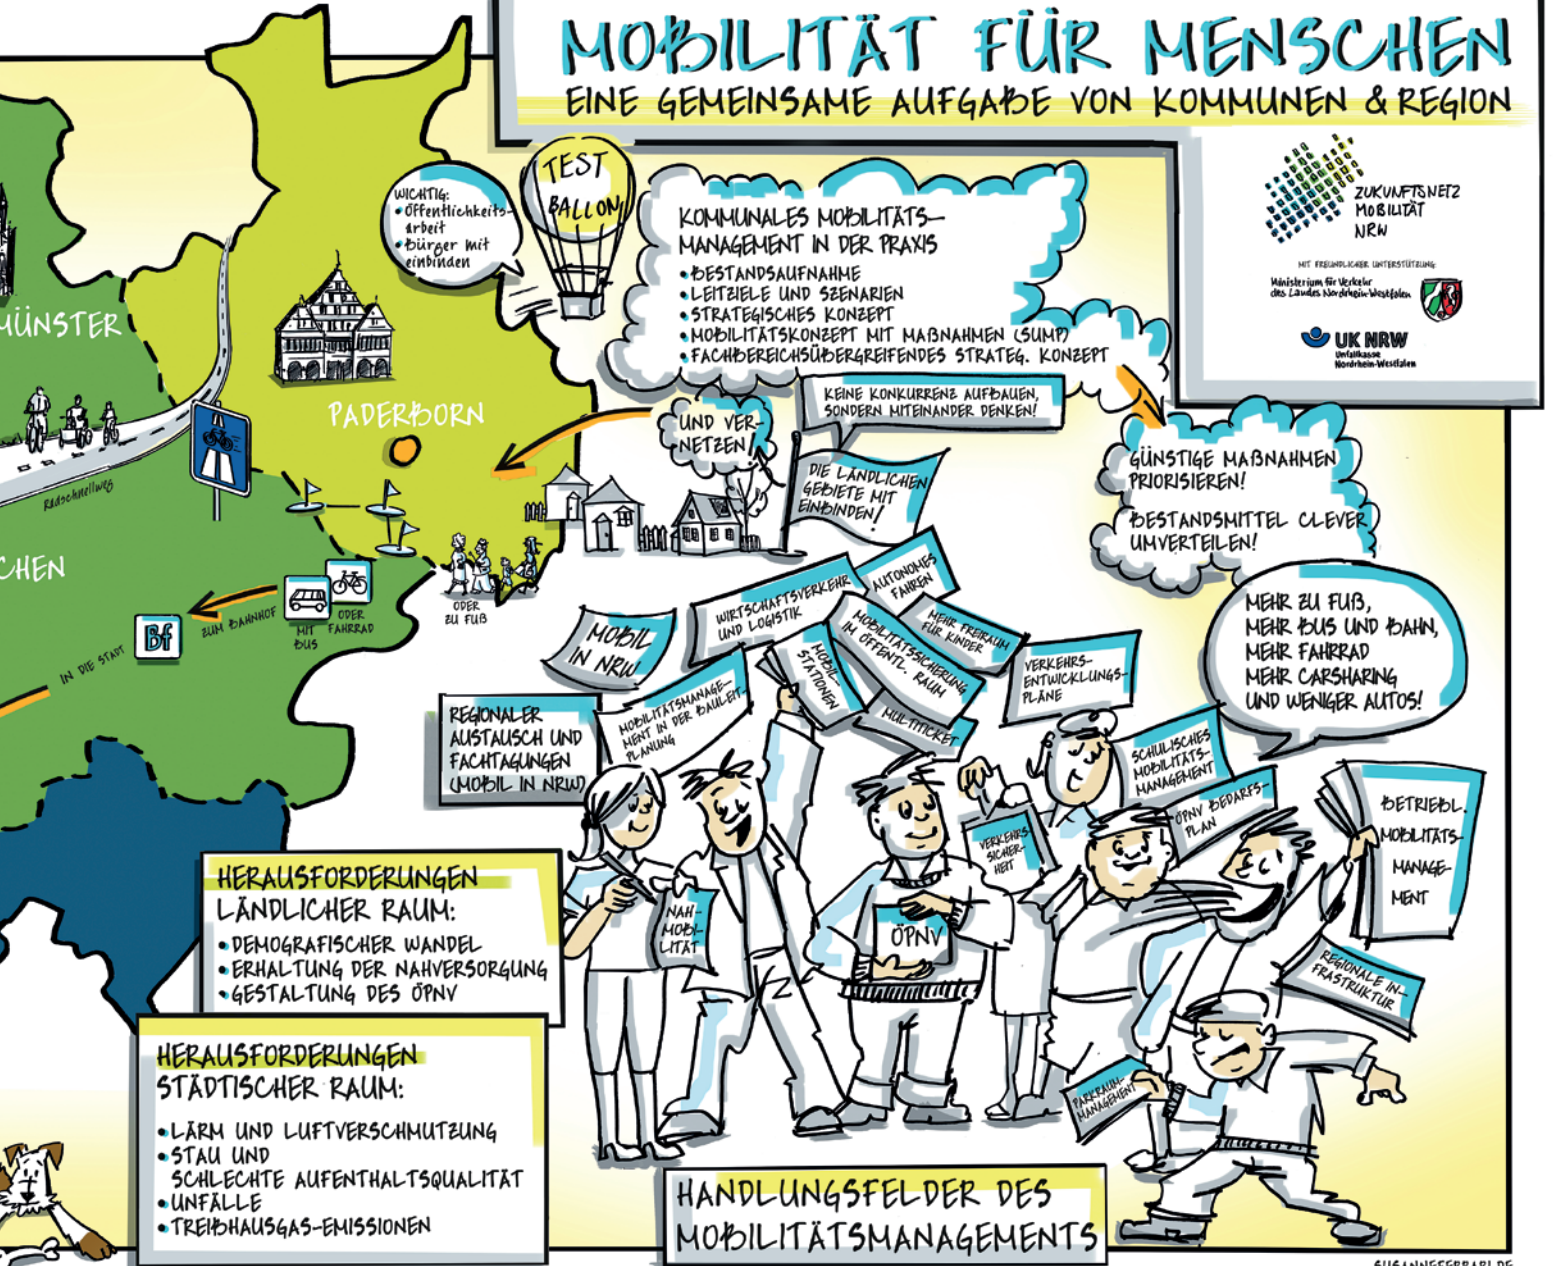 MOBILITÄT FÜR MENSCHEN
EINE GEMEINSAME AUFGABE VON KOMMUNEN & REGION
ZUKUNFTSNETZ
MOBILITÄT
NRW
MIT FREUNDLICHER UNTERSTÜTZUNG
Ministerium für Verkehr
des Landes Nordrhein-Westfalen
UK NRW
Unfallkasse
Nordrhein-Westfalen
TEST
BALLON
WICHTIG:
• Öffentlichkeits-
arbeit
• Bürger mit
einbinden
KOMMUNALES MOBILITÄTS-
MANAGEMENT IN DER PRAXIS
• BESTANDSAUFNAHME
• LEITZIELE UND SZENARIEN
• STRATEGISCHES KONZEPT
• MOBILITÄTSKONZEPT MIT MAßNAHMEN (SUMP)
• FACHBEREICHSÜBERGREIFENDES STRATEG. KONZEPT
MÜNSTER
PADERBORN
Radschnellweg
CHEN
UND VER-
NETZEN!
KEINE KONKURRENZ AUFBAUEN,
SONDERN MITEINANDER DENKEN!
DIE LÄNDLICHEN
GEBIETE MIT
EINBINDEN!
GÜNSTIGE MAßNAHMEN
PRIORISIEREN!
BESTANDSMITTEL CLEVER
UMVERTEILEN!
MEHR ZU FUß,
MEHR BUS UND BAHN,
MEHR FAHRRAD
MEHR CARSHARING
UND WENIGER AUTOS!
IN DIE STADT
Bf
ZUM BAHNHOF
MIT
BUS
ODER
FAHRRAD
ODER
ZU FUß
MOBIL
IN NRW
WIRTSCHAFTSVERKEHR
UND LOGISTIK
AUTONOMES
FAHREN
MEHR FREIRAUM
FÜR KINDER
MOBILITÄTSSICHERUNG
IM ÖFFENTL. RAUM
MOBIL-
STATIONEN
MULTITICKET
VERKEHRS-
ENTWICKLUNGS-
PLÄNE
REGIONALER
AUSTAUSCH UND
FACHTAGUNGEN
(MOBIL IN NRW)
MOBILITÄTSMANAGE-
MENT IN DER BAULEIT-
PLANUNG
SCHULISCHES
MOBILITÄTS-
MANAGEMENT
ÖPNV BEDARFS-
PLAN
VERKEHRS
SICHER-
HEIT
BETRIEBL.
MOBILITÄTS-
MANAGE-
MENT
NAH-
MOBI-
LITÄT
ÖPNV
REGIONALE IN-
FRASTRUKTUR
PARKRAUM-
MANAGEMENT
HERAUSFORDERUNGEN
LÄNDLICHER RAUM:
• DEMOGRAFISCHER WANDEL
• ERHALTUNG DER NAHVERSORGUNG
• GESTALTUNG DES ÖPNV
HERAUSFORDERUNGEN
STÄDTISCHER RAUM:
• LÄRM UND LUFTVERSCHMUTZUNG
• STAU UND
SCHLECHTE AUFENTHALTSQUALITÄT
• UNFÄLLE
• TREIBHAUSGAS-EMISSIONEN
HANDLUNGSFELDER DES
MOBILITÄTSMANAGEMENTS
SUSANNEFERRARI.DE